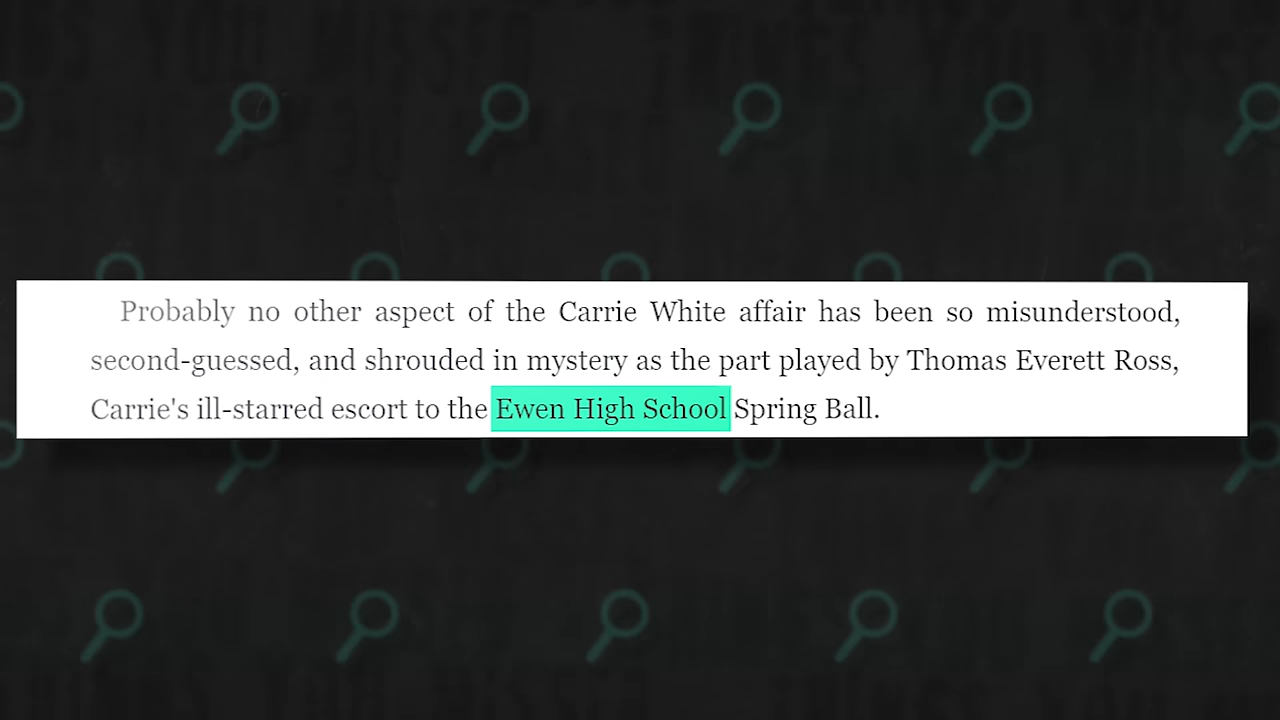 Probably no other aspect of the Carrie White affair has been so misunderstood,
second-guessed, and shrouded in mystery as the part played by Thomas Everett Ross,
Carrie's ill-starred escort to the Ewen High School Spring Ball.